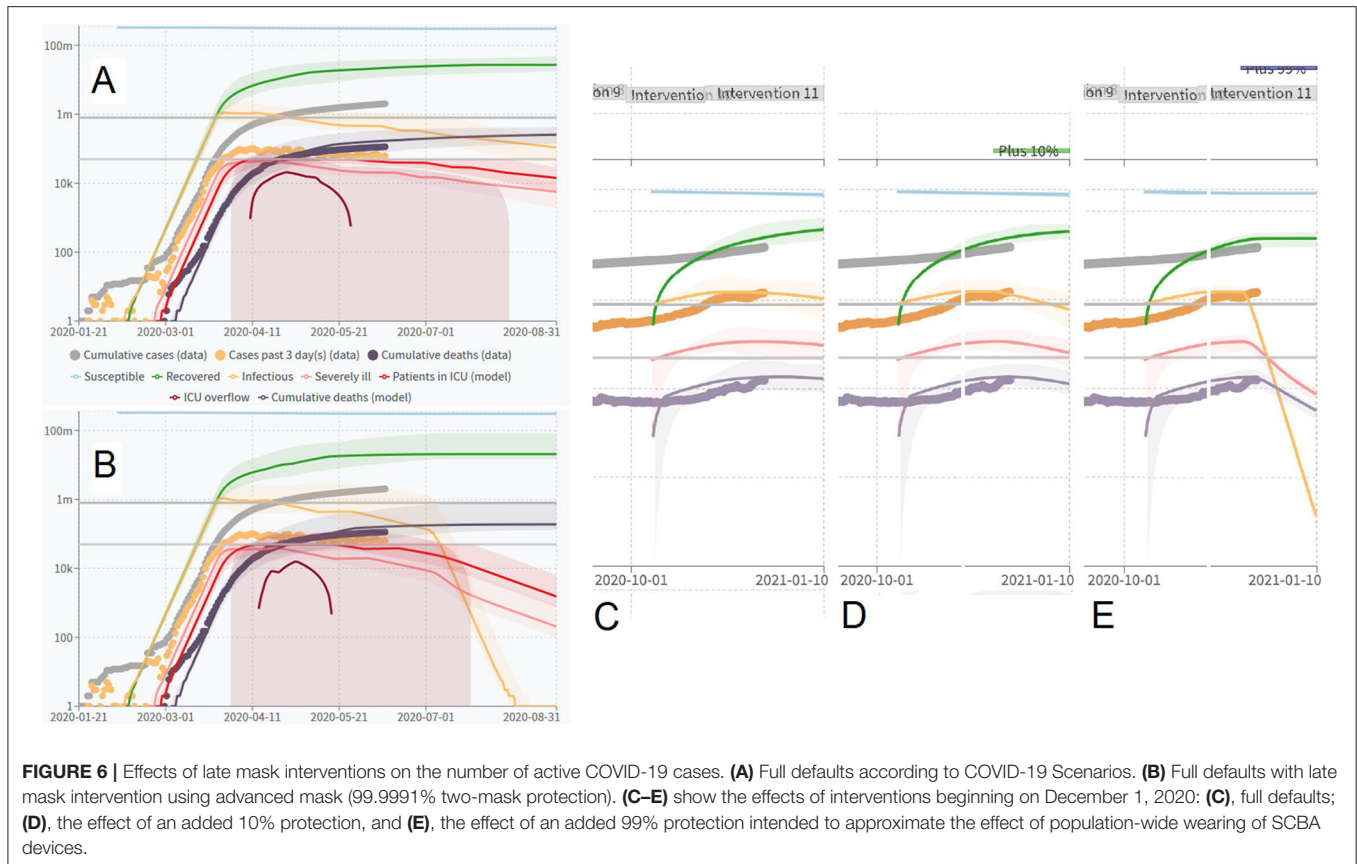 A
100m
1m
10k
100
1
2020-01-21
2020-03-01
2020-04-11
2020-05-21
2020-07-01
2020-08-31
Cumulative cases (data)
Cases past 3 day(s) (data)
Cumulative deaths (data)
Susceptible
Recovered
Infectious
Severely ill
Patients in ICU (model)
ICU overflow
Cumulative deaths (model)
B
100m
1m
10k
100
1
2020-01-21
2020-03-01
2020-04-11
2020-05-21
2020-07-01
2020-08-31
on 9
Intervention
Intervention 11
2020-10-01
2021-01-10
C
Plus 10%
2020-10-01
2021-01-10
D
Plus 99%
on 9
Intervention
Intervention 11
2020-10-01
2021-01-10
E
FIGURE 6 | Effects of late mask interventions on the number of active COVID-19 cases. (A) Full defaults according to COVID-19 Scenarios. (B) Full defaults with late
mask intervention using advanced mask (99.9991% two-mask protection). (C–E) show the effects of interventions beginning on December 1, 2020: (C), full defaults;
(D), the effect of an added 10% protection, and (E), the effect of an added 99% protection intended to approximate the effect of population-wide wearing of SCBA
devices.